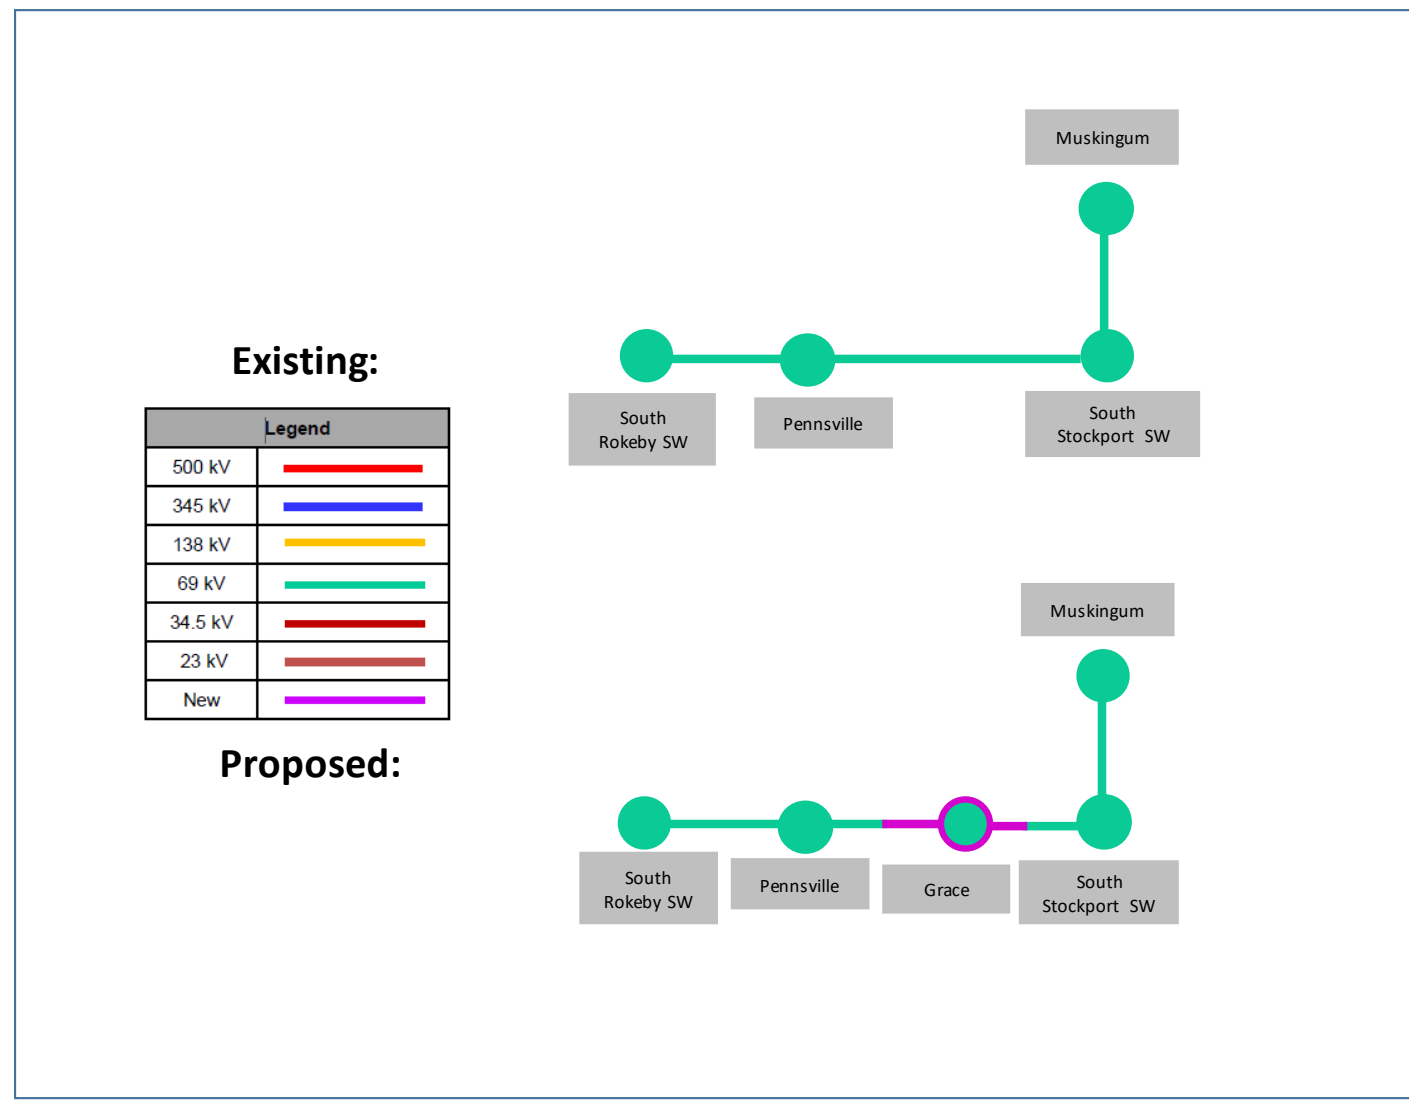 Muskingum
South
Rokeby SW
Pennsville
South
Stockport SW
Existing:
Legend
500 kV
345 kV
138 kV
69 kV
34.5 kV
23 kV
New
Proposed:
Muskingum
South
Rokeby SW
Pennsville
Grace
South
Stockport SW